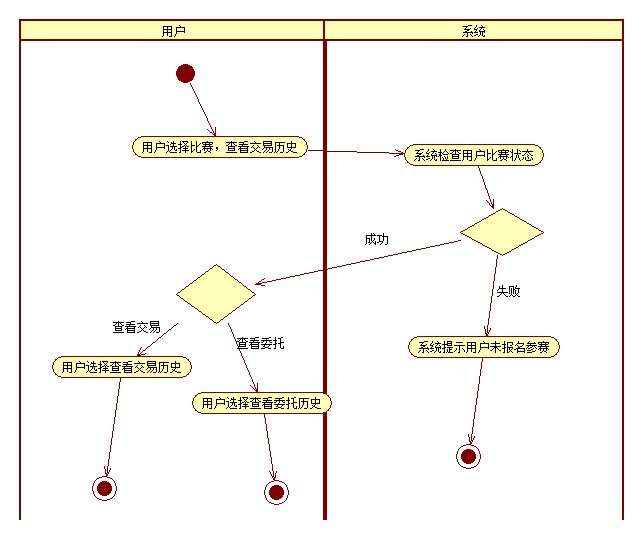 用户
系统
用户选择比赛，查看交易历史
系统检查用户比赛状态
成功
失败
查看交易
查看委托
系统提示用户未报名参赛
用户选择查看交易历史
用户选择查看委托历史